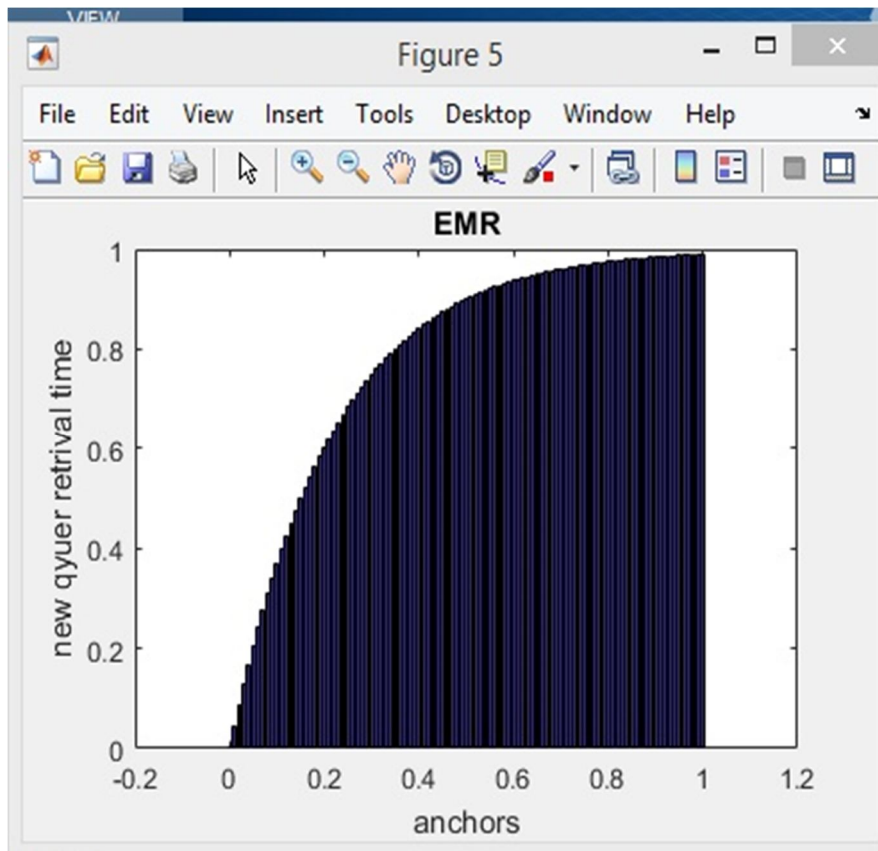 VIEW
Figure 5
File Edit View Insert Tools Desktop Window Help
EMR
new qyuer retrival time
1
0.8
0.6
0.4
0.2
0
-0.2 0 0.2 0.4 0.6 0.8 1 1.2
anchors